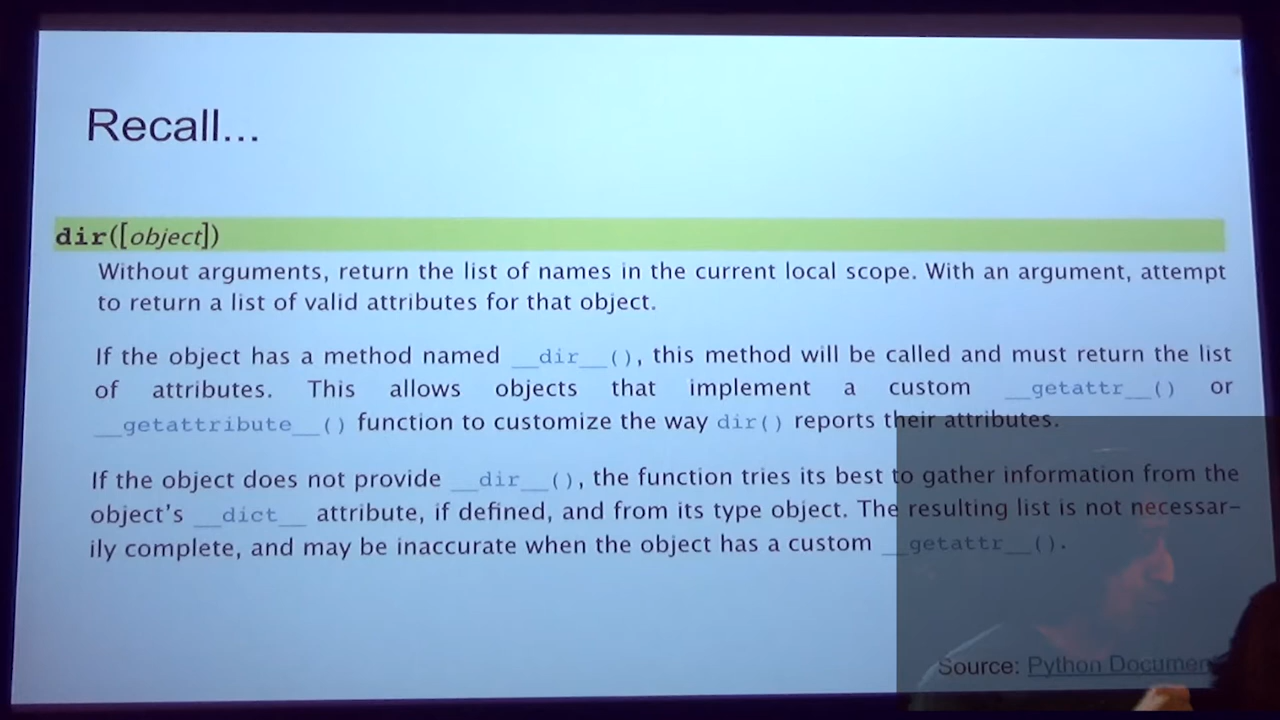 Recall...
dir([object])
Without arguments, return the list of names in the current local scope. With an argument, attempt
to return a list of valid attributes for that object.
If the object has a method named __dir__(), this method will be called and must return the list
of attributes. This allows objects that implement a custom __getattr__() or
__getattribute__() function to customize the way dir() reports their attributes.
If the object does not provide __dir__(), the function tries its best to gather information from the
object's __dict__ attribute, if defined, and from its type object. The resulting list is not necessar-
ily complete, and may be inaccurate when the object has a custom __getattr__().
Source: Python